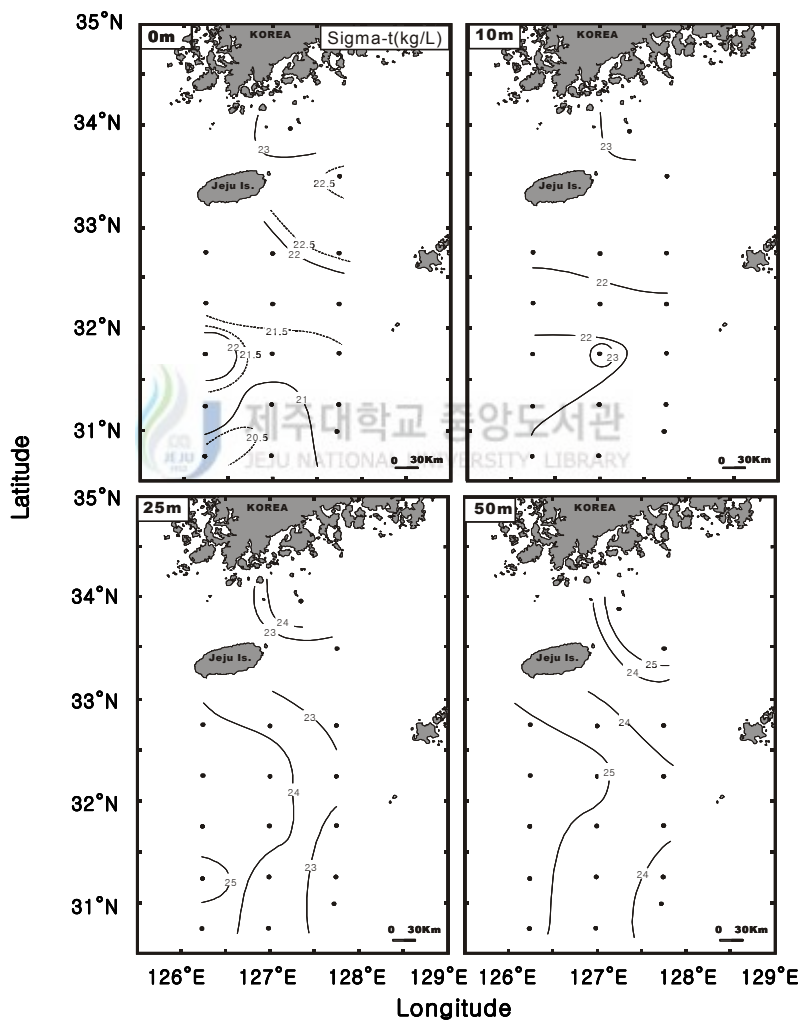 35°N
34°N
33°N
32°N
31°N
0m
KOREA
Sigma-t(kg/L)
23
Jeju Is.
22.5
22.5
22
21.5
22
21.5
21
20.5
0 30Km
10m
KOREA
23
Jeju Is.
22
22
23
0 30Km
제주대학교 중앙도서관
JEJU NATIONAL UNIVERSITY LIBRARY
JEJU
1952
Latitude
35°N
34°N
33°N
32°N
31°N
25m
KOREA
24
23
Jeju Is.
23
24
23
25
0 30Km
50m
KOREA
25
24
Jeju Is.
24
25
24
0 30Km
126°E
127°E
128°E
129°E
126°E
127°E
128°E
129°E
Longitude